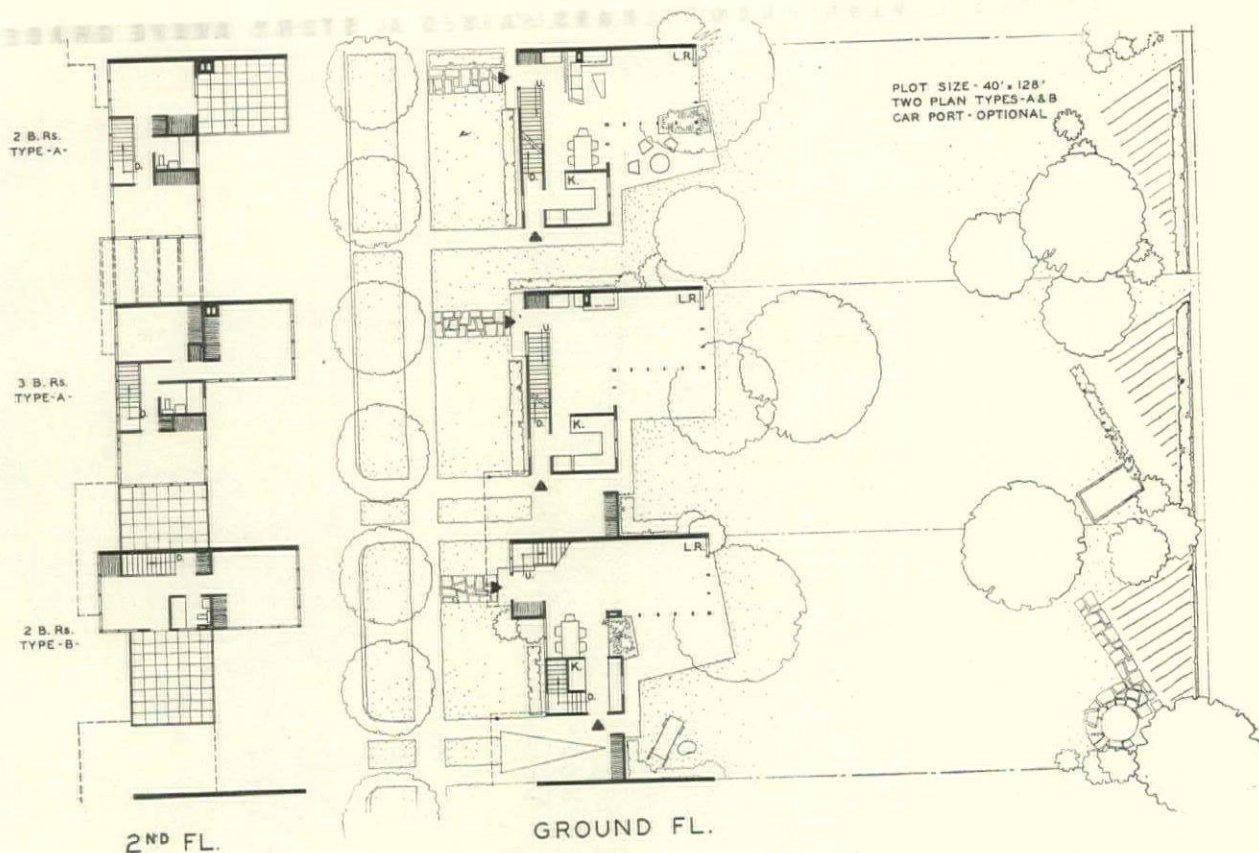 PLOT SIZE - 40' x 128'
TWO PLAN TYPES - A & B
CAR PORT - OPTIONAL
2 B. Rs.
TYPE -A-
D.
L.R.
U.
D.
K.
3 B. Rs.
TYPE -A-
D.
L.R.
U.
D.
K.
2 B. Rs.
TYPE -B-
D.
L.R.
U.
K.
D.
2ND FL.
GROUND FL.